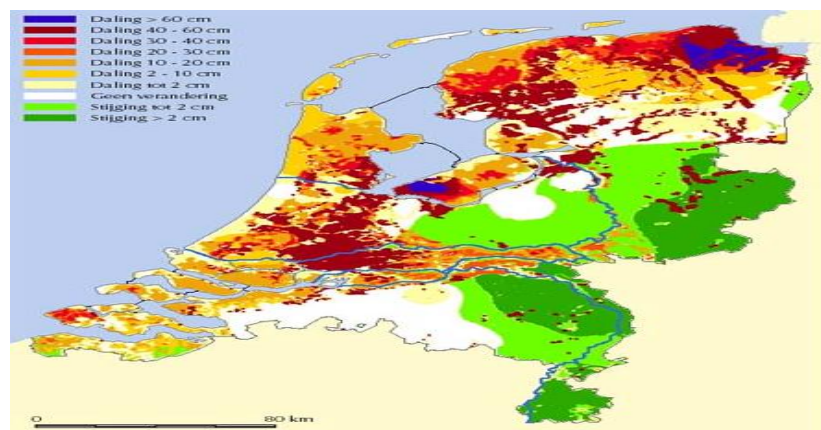 Daling > 60 cm
Daling 40 - 60 cm
Daling 30 - 40 cm
Daling 20 - 30 cm
Daling 10 - 20 cm
Daling 2 - 10 cm
Daling tot 2 cm
Geen verandering
Stijging tot 2 cm
Stijging > 2 cm
0 80 km